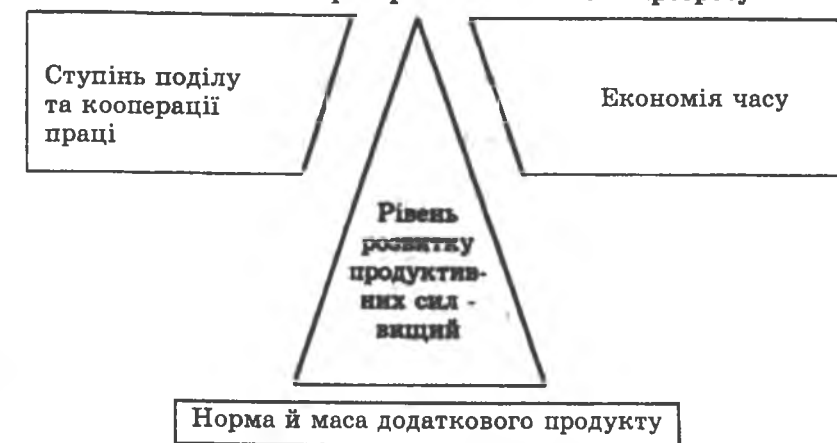 Ступінь поділу
та кооперації
праці
Економія часу
Рівень
розвитку
продуктив-
них сил -
вищий
Норма й маса додаткового продукту